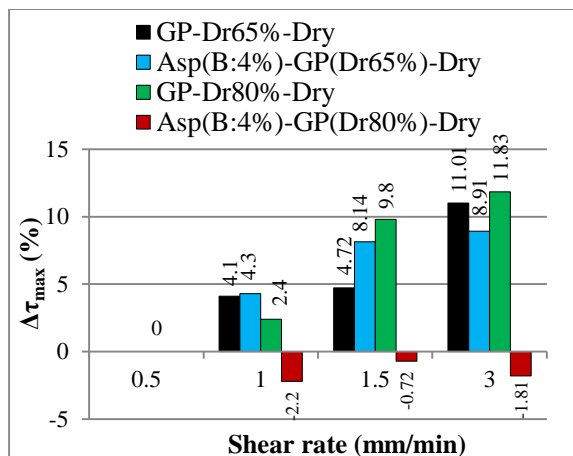 GP-Dr65%-Dry
Asp(B:4%)-GP(Dr65%)-Dry
GP-Dr80%-Dry
Asp(B:4%)-GP(Dr80%)-Dry
15
10
5
0
-5
Δτmax (%)
0
4.1
4.3
2.4
-2.2
4.72
8.14
9.8
-0.72
11.01
8.91
11.83
-1.81
0.5 1 1.5 3
Shear rate (mm/min)